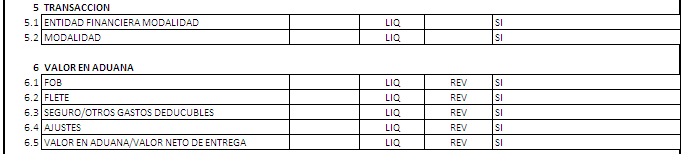 5 TRANSACCION
5.1 ENTIDAD FINANCIERA MODALIDAD LIQ SI
5.2 MODALIDAD LIQ SI
6 VALOR EN ADUANA
6.1 FOB LIQ REV SI
6.2 FLETE LIQ REV SI
6.3 SEGURO/OTROS GASTOS DEDUCUBLES LIQ REV SI
6.4 AJUSTES LIQ REV SI
6.5 VALOR EN ADUANA/VALOR NETO DE ENTREGA LIQ REV SI